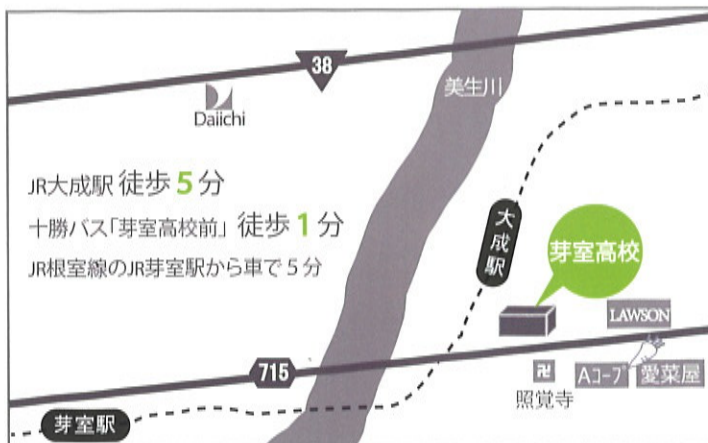 38
Daiichi
美生川
JR大成駅 徒歩 5 分
十勝バス「芽室高校前」 徒歩 1 分
JR根室線のJR芽室駅から車で 5 分
大成駅
芽室高校
LAWSON
715
卍
照覚寺
Aコープ
愛菜屋
芽室駅